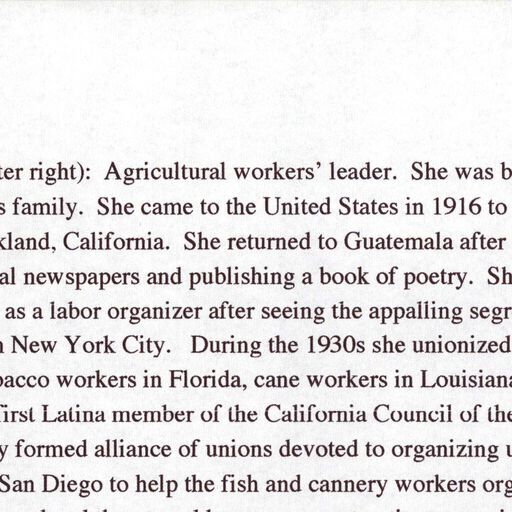 ter right): Agricultural workers' leader. She was b
s family. She came to the United States in 1916 to
kland, California. She returned to Guatemala after
al newspapers and publishing a book of poetry. Sh
as a labor organizer after seeing the appalling segr
n New York City. During the 1930s she unionized
bacco workers in Florida, cane workers in Louisiana
first Latina member of the California Council of the
y formed alliance of unions devoted to organizing u
San Diego to help the fish and cannery workers org